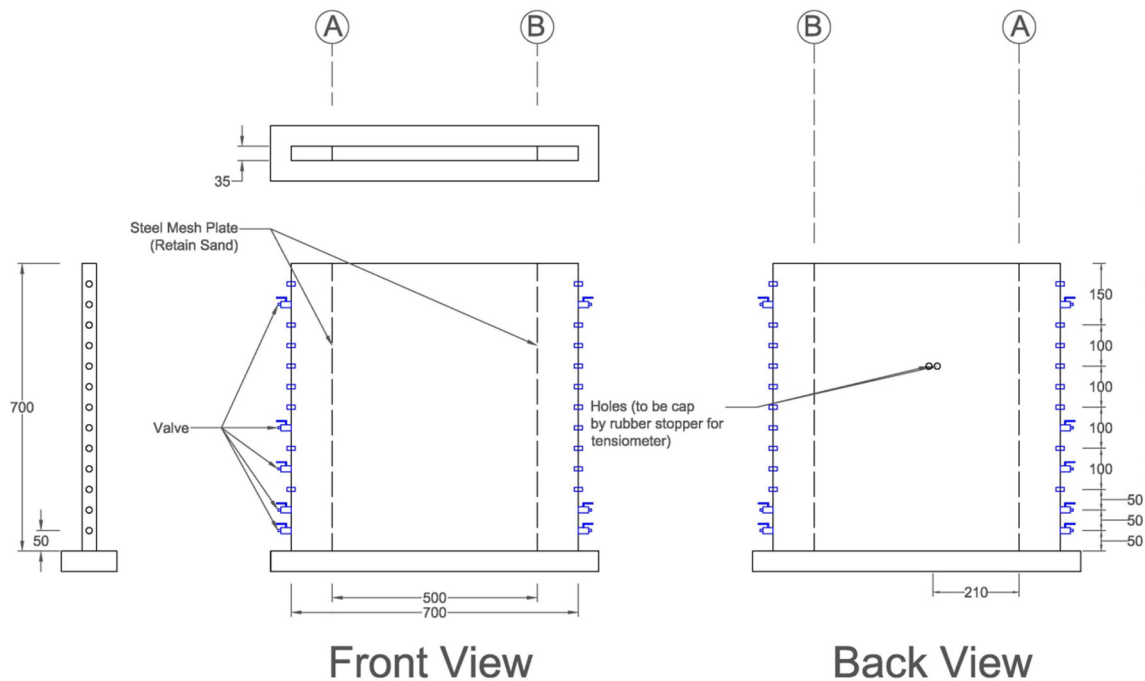 A
B
B
A
35
Steel Mesh Plate
(Retain Sand)
150
100
100
700
Holes (to be cap
by rubber stopper for
tensiometer)
Valve
100
100
50
50
50
50
500
210
700
Front View
Back View